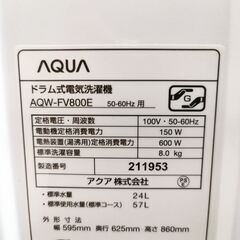 AQUA
ドラム式電気洗濯機
AQW-FV800E 50-60Hz 用
定格電圧・周波数 100V・50-60Hz
電動機定格消費電力 150 W
電熱装置(湯沸用)定格消費電力 600 W
標準洗濯容量 8.0 kg
製造番号 211953
アクア 株式会社
・標準水量 24L
・標準使用水量(標準コース) 57L
外 形 寸 法
幅 595mm 奥行 625mm 高さ 860mm